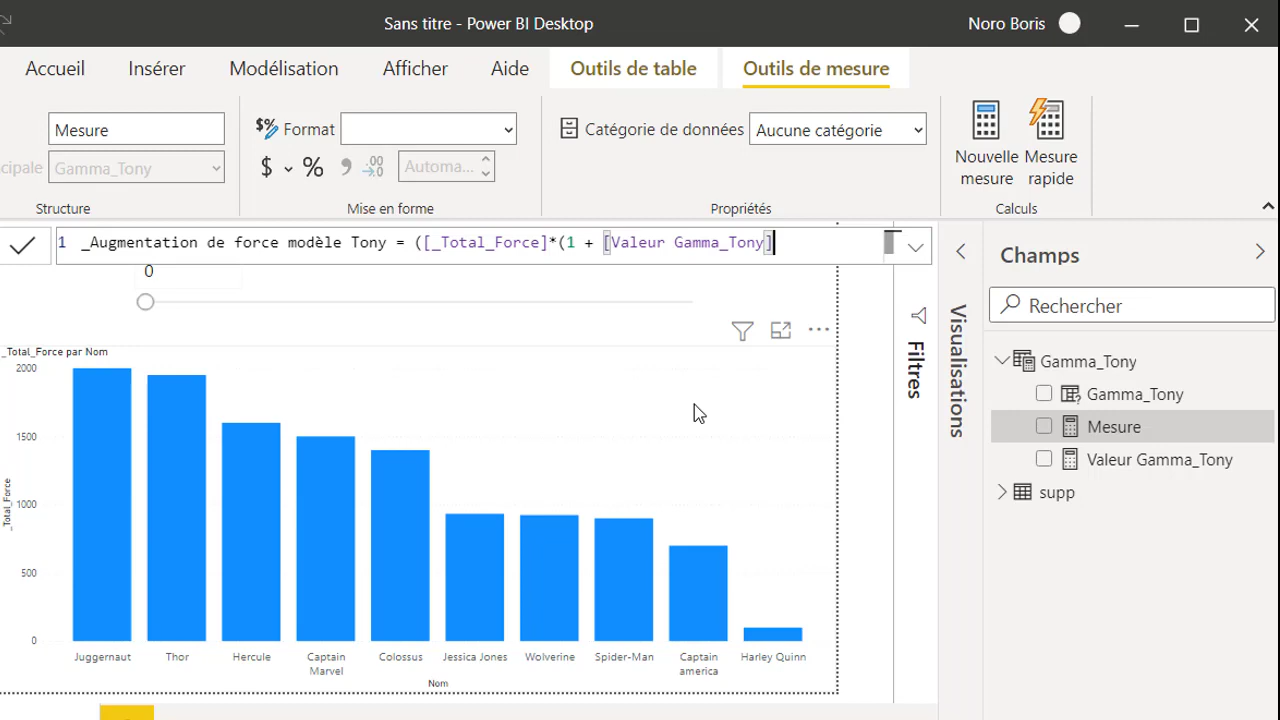 Sans titre - Power BI Desktop
Noro Boris
Accueil
Insérer
Modélisation
Afficher
Aide
Outils de table
Outils de mesure
Mesure
$% Format
Catégorie de données
Aucune catégorie
cipale
Gamma_Tony
$ % , .00
Automa...
Nouvelle
mesure
Mesure
rapide
Structure
Mise en forme
Propriétés
Calculs
1 _Augmentation de force modèle Tony = ([_Total_Force]*(1 + [Valeur Gamma_Tony]
0
Champs
Rechercher
Filtres
Visualisations
Gamma_Tony
Gamma_Tony
Mesure
Valeur Gamma_Tony
supp
_Total_Force par Nom
_Total_Force
2000
1500
1000
500
0
Juggernaut
Thor
Hercule
Captain
Marvel
Colossus
Jessica Jones
Wolverine
Spider-Man
Captain
america
Harley Quinn
Nom